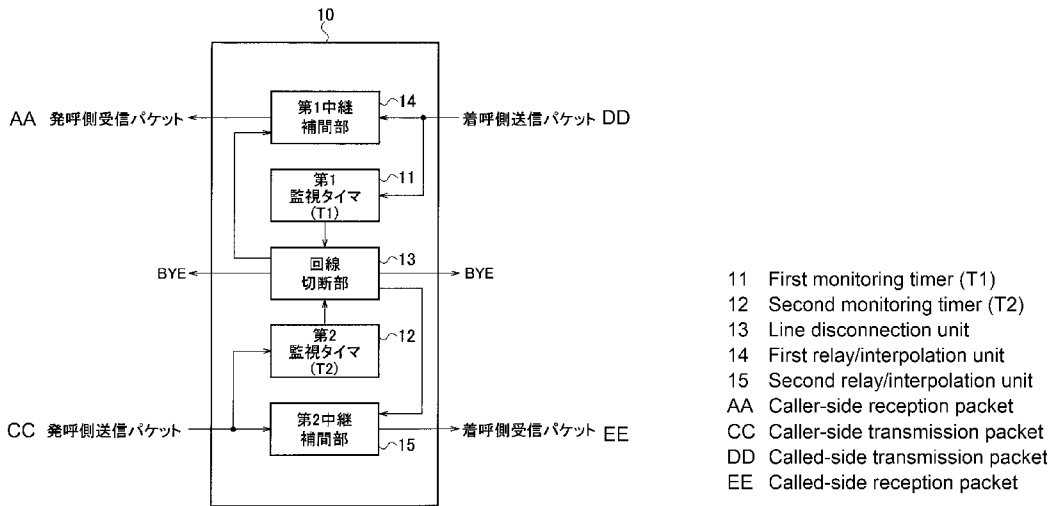 10
AA 発呼側受信パケット
第1中継
補間部
14
着呼側送信パケット DD
第1
監視タイマ
(T1)
11
BYE
回線
切断部
13
BYE
第2
監視タイマ
(T2)
12
CC 発呼側送信パケット
第2中継
補間部
15
着呼側受信パケット EE
11 First monitoring timer (T1)
12 Second monitoring timer (T2)
13 Line disconnection unit
14 First relay/interpolation unit
15 Second relay/interpolation unit
AA Caller-side reception packet
CC Caller-side transmission packet
DD Called-side transmission packet
EE Called-side reception packet